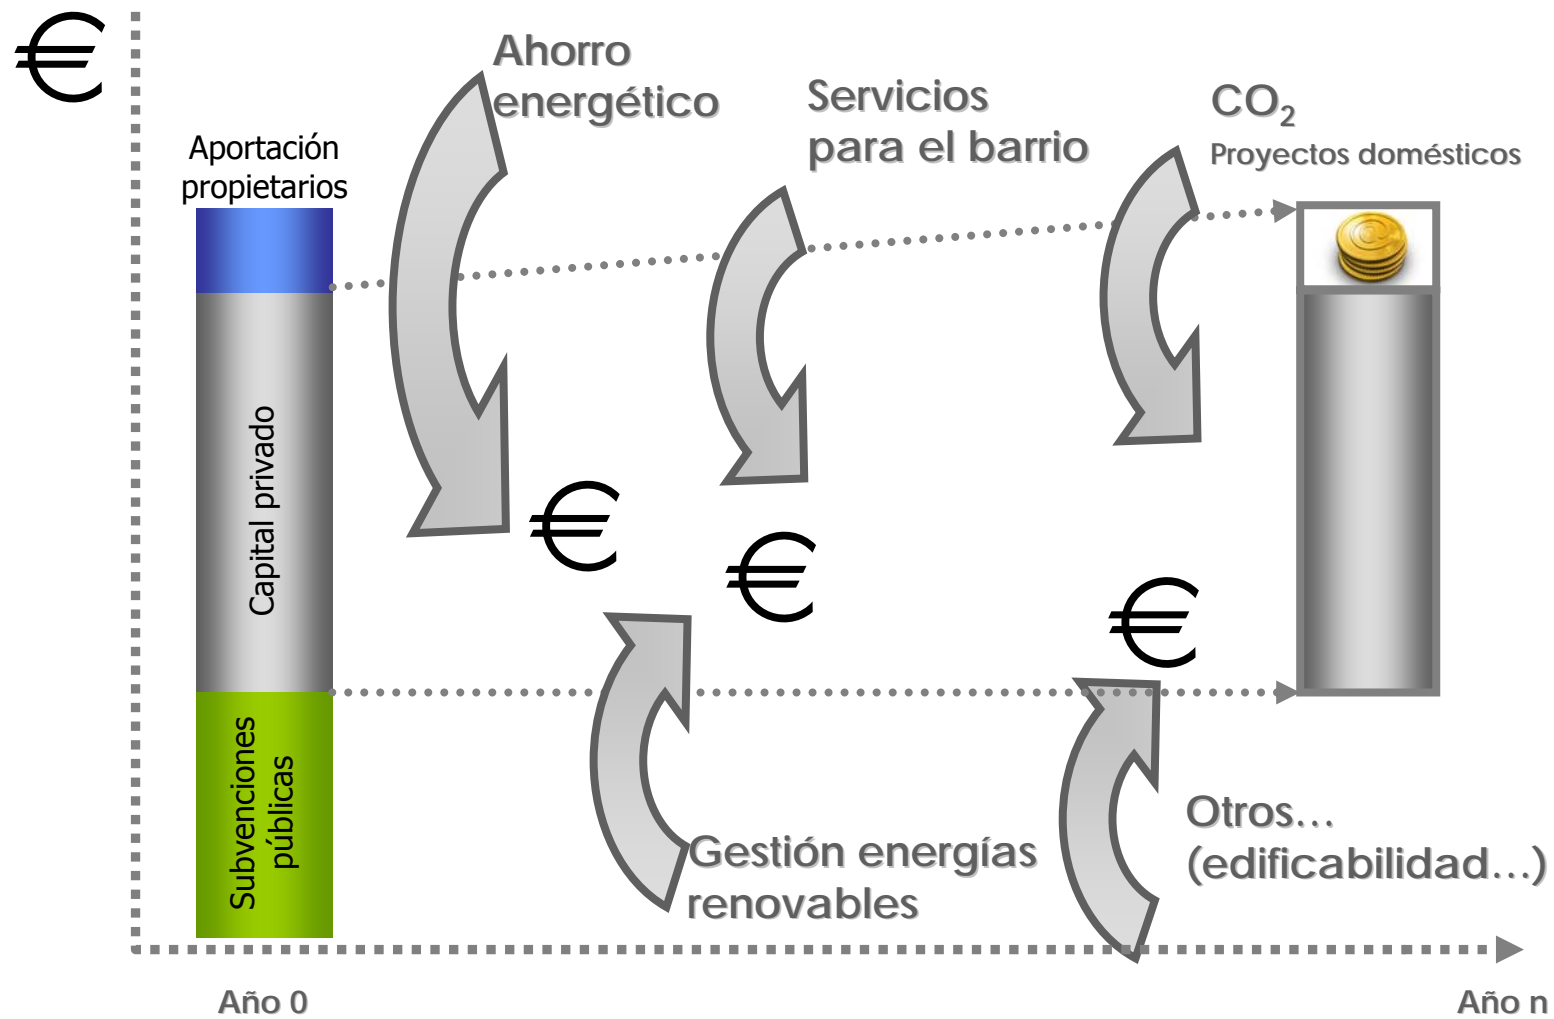 €
Ahorro
energético
Servicios
para el barrio
CO₂
Proyectos domésticos
Aportación
propietarios
Capital privado
Subvenciones
públicas
€
€
€
Gestión energías
renovables
Otros...
(edificabilidad...)
Año 0
Año n